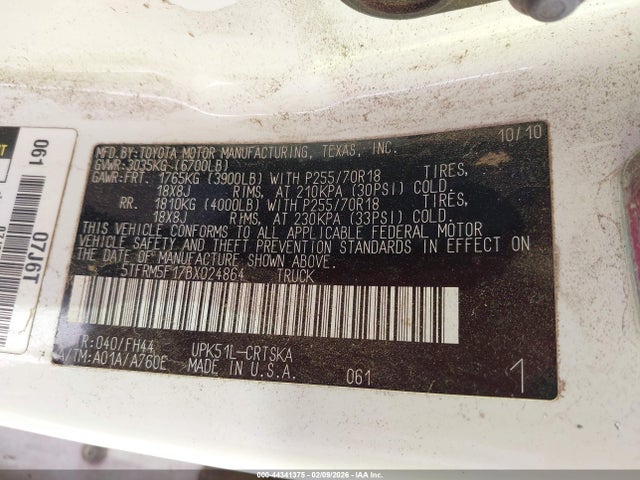 MFD.BY:TOYOTA MOTOR MANUFACTURING, TEXAS, INC. 10/10
GVWR:3035KG (6700LB)
GAWR:FRT. 1765KG (3900LB) WITH P255/70R18 TIRES,
18X8J RIMS, AT 210KPA (30PSI) COLD.
RR. 1810KG (4000LB) WITH P255/70R18 TIRES,
18X8J RIMS, AT 230KPA (33PSI) COLD.
THIS VEHICLE CONFORMS TO ALL APPLICABLE FEDERAL MOTOR
VEHICLE SAFETY AND THEFT PREVENTION STANDARDS IN EFFECT ON
THE DATE OF MANUFACTURE SHOWN ABOVE.
5TFRM5F17BX024864 TRUCK
TR:040/FH44 UPK51L-CRTSKA
A/TM:A01A/A760E MADE IN U.S.A. 061 1
061 07J6T
000-44341375 - 02/09/2026 - IAA Inc.